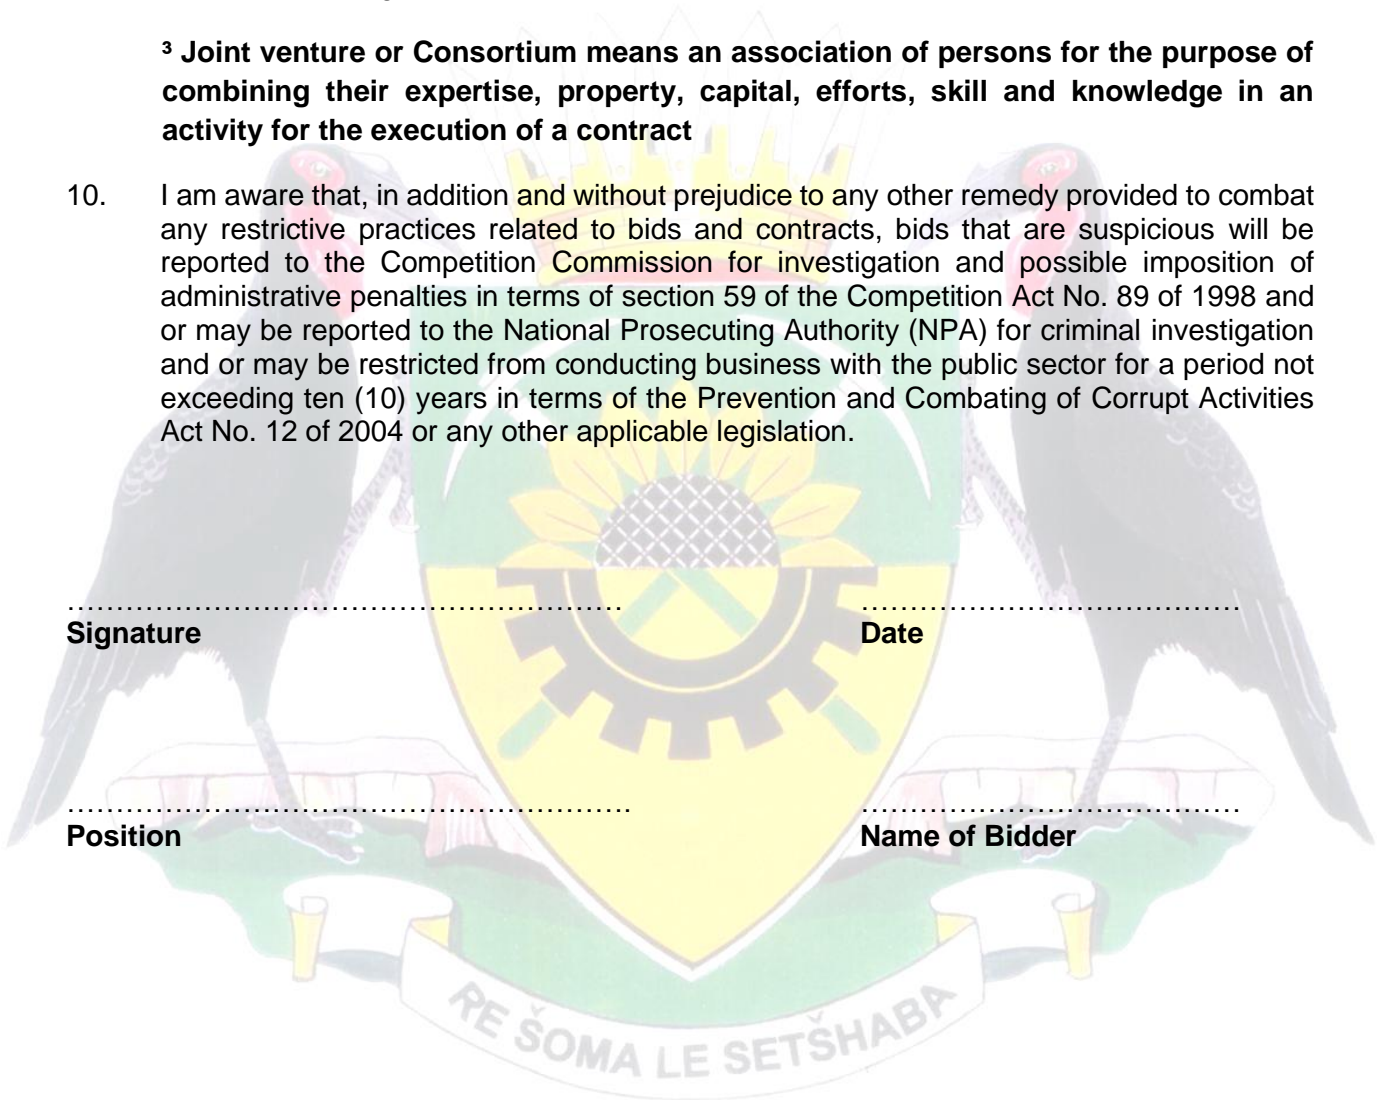 ³ Joint venture or Consortium means an association of persons for the purpose of
combining their expertise, property, capital, efforts, skill and knowledge in an
activity for the execution of a contract
10. I am aware that, in addition and without prejudice to any other remedy provided to combat
any restrictive practices related to bids and contracts, bids that are suspicious will be
reported to the Competition Commission for investigation and possible imposition of
administrative penalties in terms of section 59 of the Competition Act No. 89 of 1998 and
or may be reported to the National Prosecuting Authority (NPA) for criminal investigation
and or may be restricted from conducting business with the public sector for a period not
exceeding ten (10) years in terms of the Prevention and Combating of Corrupt Activities
Act No. 12 of 2004 or any other applicable legislation.
………………………………………………… …………………………………
Signature Date
…………………………………………………. …………………………………
Position Name of Bidder
RE ŠOMA LE SETŠHABA